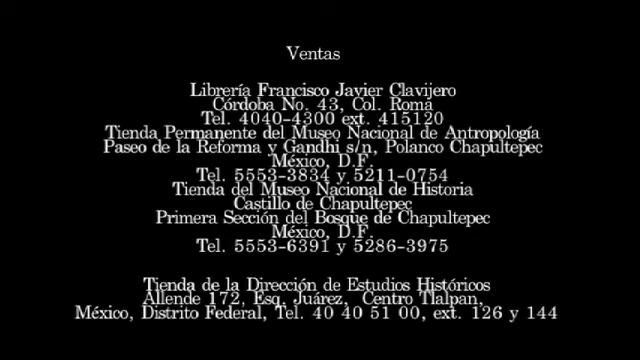 Ventas
Librería Francisco Javier Clavijero
Córdoba No. 43, Col. Roma
Tel. 4040-4300 ext. 415120
Tienda Permanente del Museo Nacional de Antropología
Paseo de la Reforma y Gandhi s/n, Polanco Chapultepec
México, D.F.
Tel. 5553-3834 y 5211-0754
Tienda del Museo Nacional de Historia
Castillo de Chapultepec
Primera Sección del Bosque de Chapultepec
México, D.F.
Tel. 5553-6391 y 5286-3975
Tienda de la Dirección de Estudios Históricos
Allende 172, Esq. Juárez, Centro Tlalpan,
México, Distrito Federal, Tel. 40 40 51 00, ext. 126 y 144